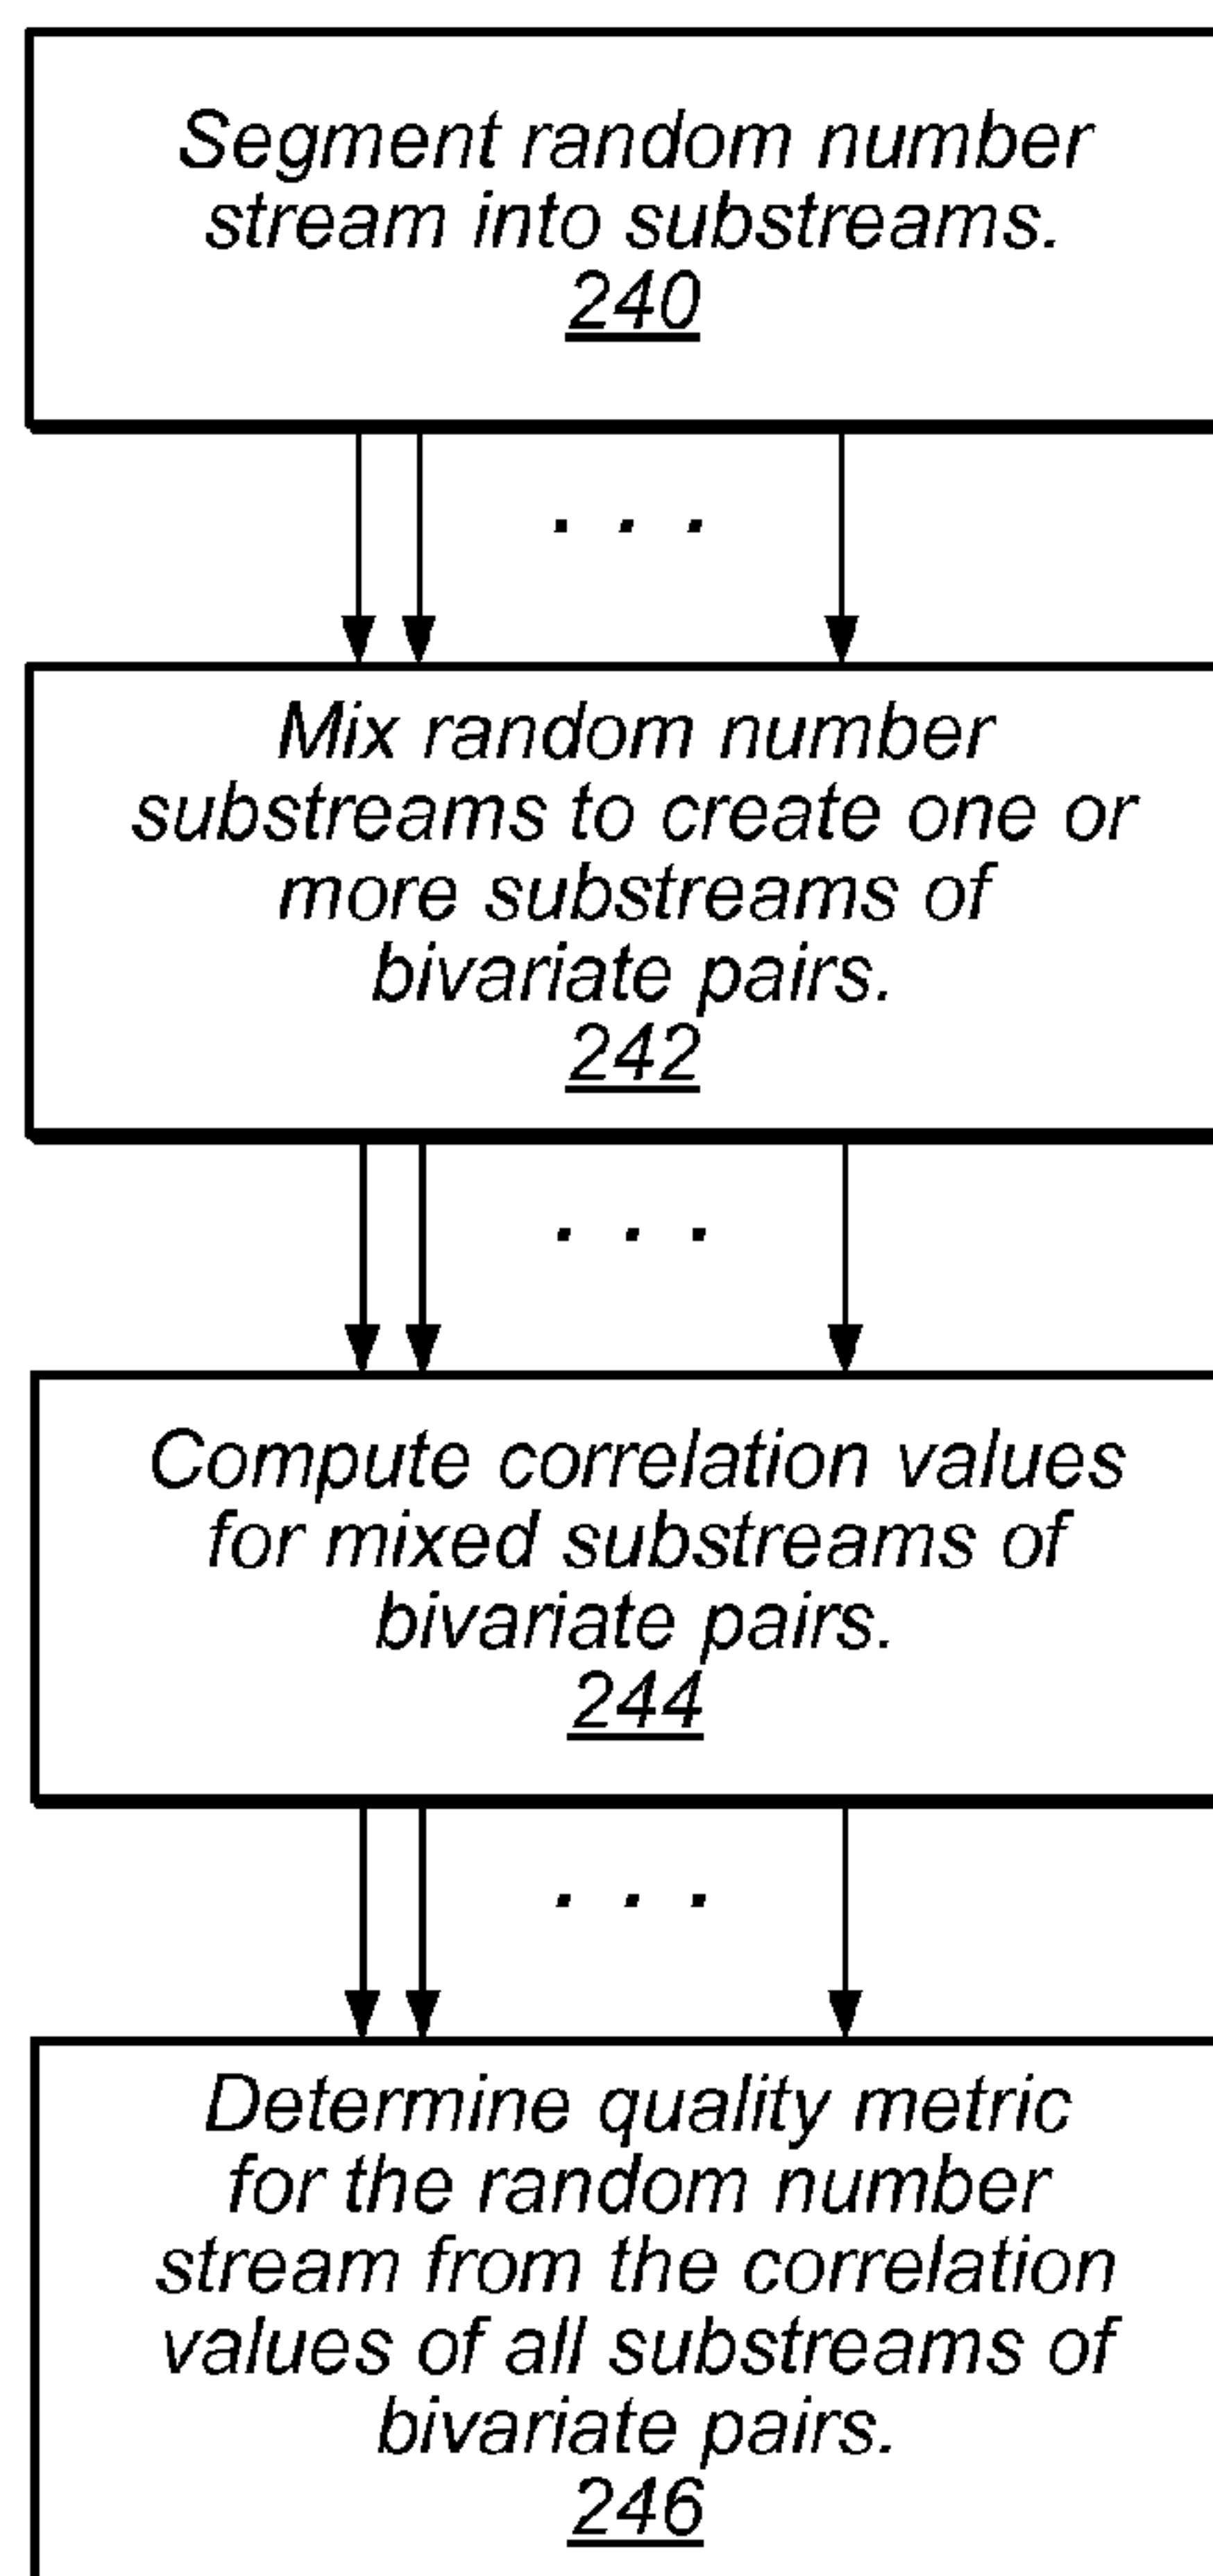 Segment random number
stream into substreams.
240
. . .
Mix random number
substreams to create one or
more substreams of
bivariate pairs.
242
. . .
Compute correlation values
for mixed substreams of
bivariate pairs.
244
. . .
Determine quality metric
for the random number
stream from the correlation
values of all substreams of
bivariate pairs.
246